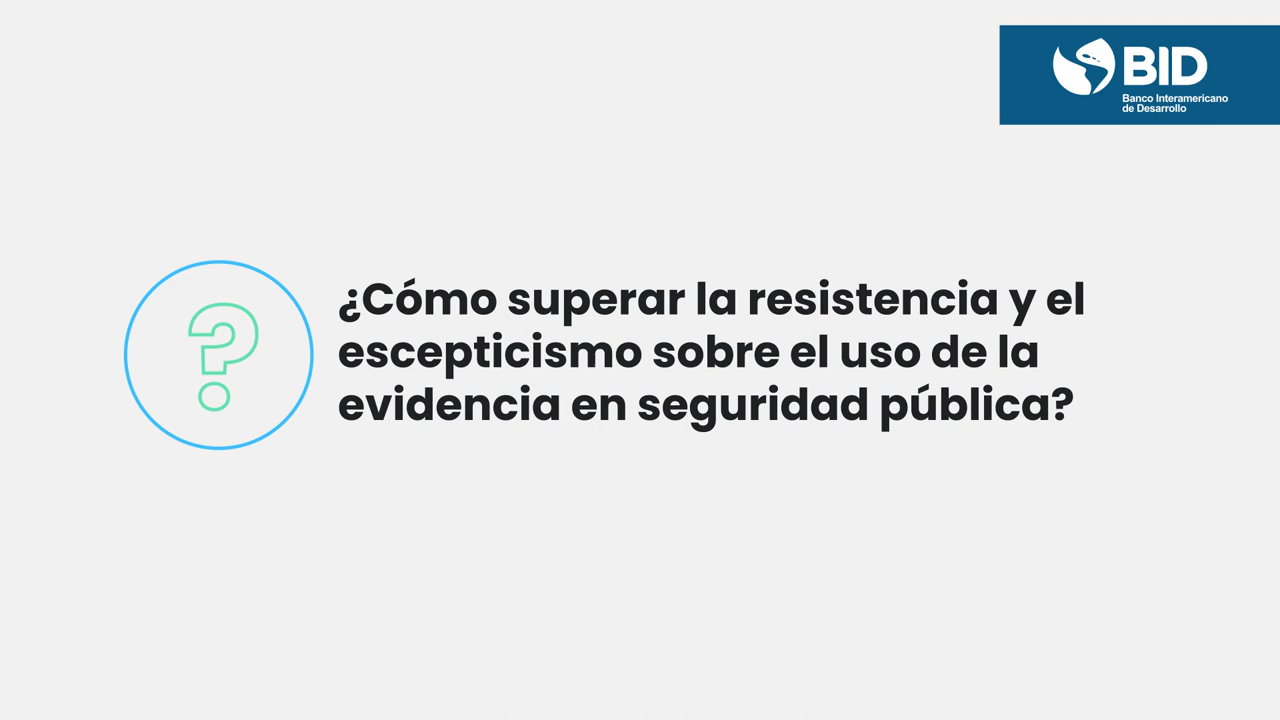 BID
Banco Interamericano
de Desarrollo
¿Cómo superar la resistencia y el
escepticismo sobre el uso de la
evidencia en seguridad pública?